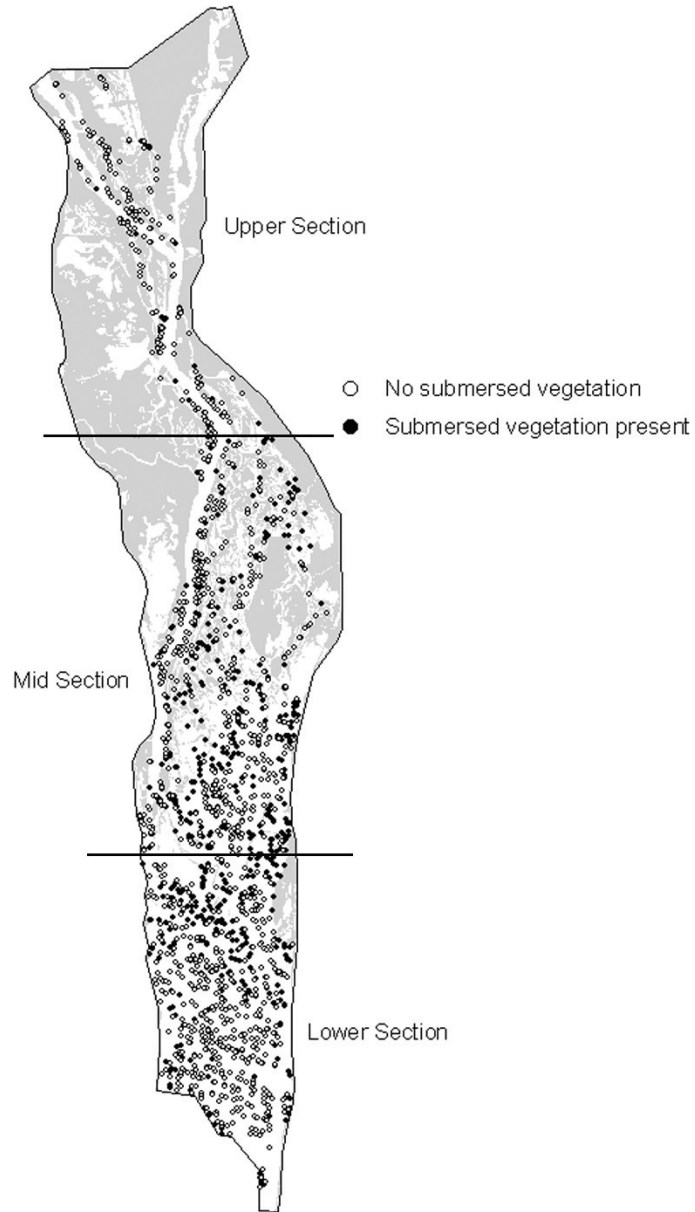 Upper Section
No submersed vegetation
Submersed vegetation present
Mid Section
Lower Section